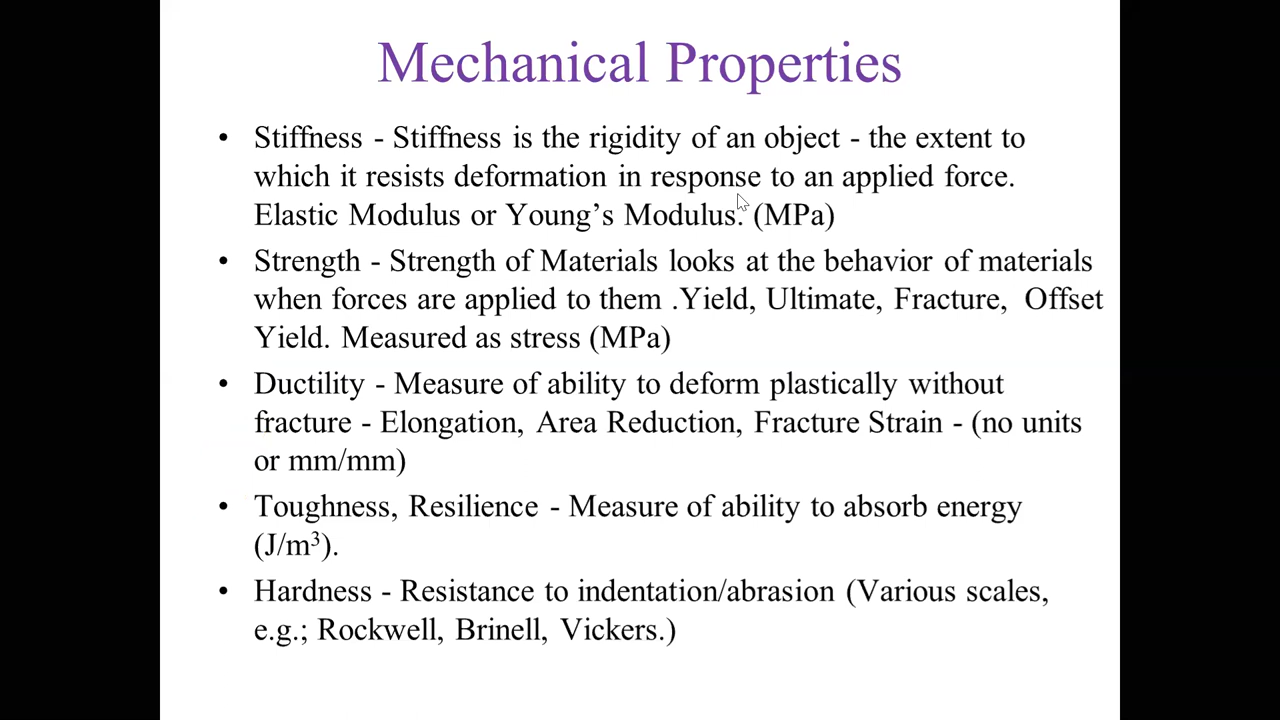 Mechanical Properties
• Stiffness - Stiffness is the rigidity of an object - the extent to
which it resists deformation in response to an applied force.
Elastic Modulus or Young’s Modulus. (MPa)
• Strength - Strength of Materials looks at the behavior of materials
when forces are applied to them .Yield, Ultimate, Fracture, Offset
Yield. Measured as stress (MPa)
• Ductility - Measure of ability to deform plastically without
fracture - Elongation, Area Reduction, Fracture Strain - (no units
or mm/mm)
• Toughness, Resilience - Measure of ability to absorb energy
(J/m³).
• Hardness - Resistance to indentation/abrasion (Various scales,
e.g.; Rockwell, Brinell, Vickers.)